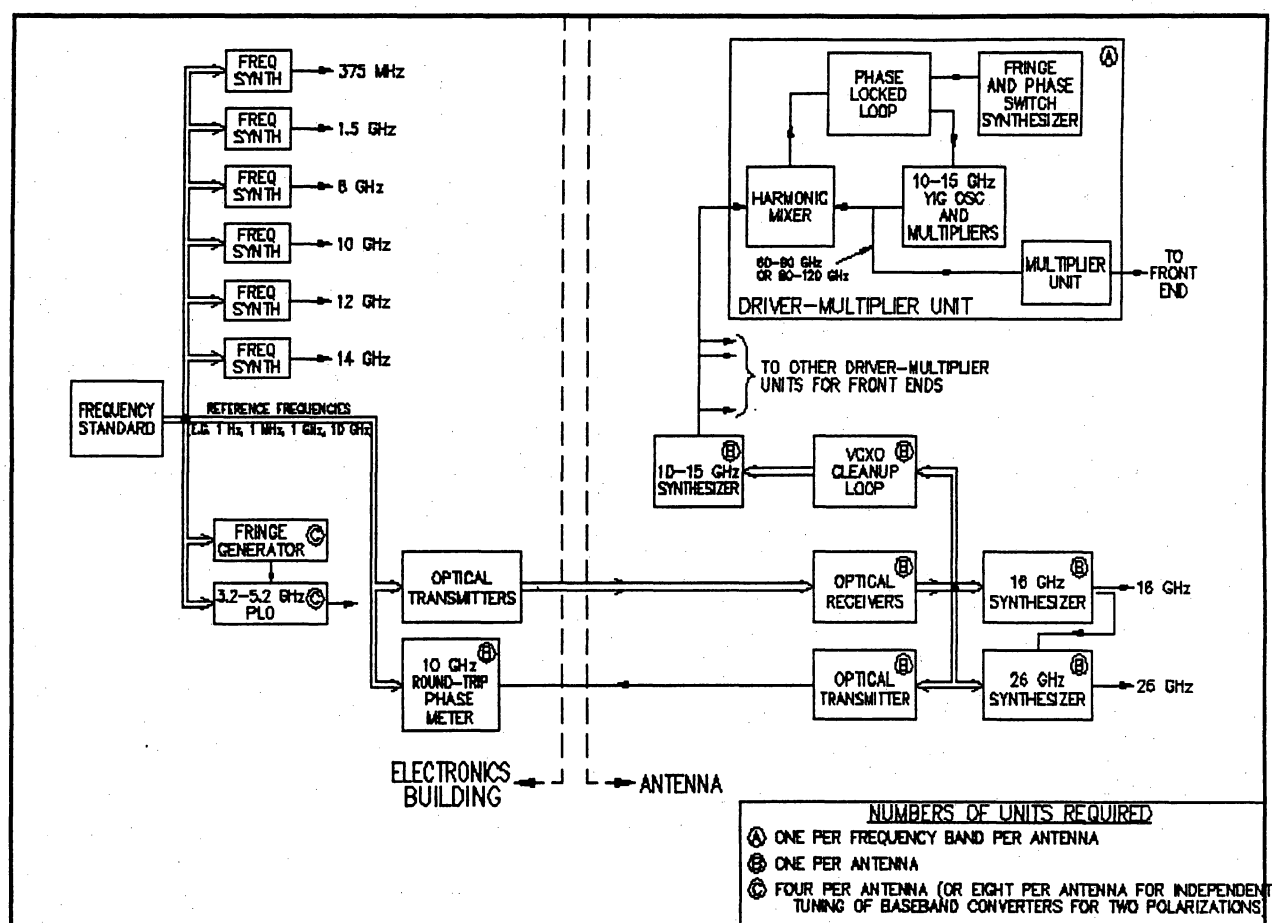 FREQ
SYNTH
375 MHz
FREQ
SYNTH
1.5 GHz
FREQ
SYNTH
8 GHz
FREQ
SYNTH
10 GHz
FREQ
SYNTH
12 GHz
FREQ
SYNTH
14 GHz
FREQUENCY
STANDARD
REFERENCE FREQUENCIES
E.G. 1 Hz, 1 MHz, 1 GHz, 10 GHz
FRINGE
GENERATOR
C
3.2-5.2 GHz
PLO
C
OPTICAL
TRANSMITTERS
10 GHz
ROUND-TRIP
PHASE
METER
B
ELECTRONICS
BUILDING
ANTENNA
A
PHASE
LOCKED
LOOP
FRINGE
AND PHASE
SWITCH
SYNTHESIZER
HARMONIC
MIXER
10-15 GHz
YIG OSC
AND
MULTIPLIERS
60-80 GHz
OR 80-120 GHz
MULTIPLIER
UNIT
TO
FRONT
END
DRIVER-MULTIPLIER UNIT
TO OTHER DRIVER-MULTIPLIER
UNITS FOR FRONT ENDS
B
10-15 GHz
SYNTHESIZER
VCXO
CLEANUP
LOOP
B
OPTICAL
RECEIVERS
B
16 GHz
SYNTHESIZER
B
16 GHz
OPTICAL
TRANSMITTER
B
26 GHz
SYNTHESIZER
B
26 GHz
NUMBERS OF UNITS REQUIRED
A ONE PER FREQUENCY BAND PER ANTENNA
B ONE PER ANTENNA
C FOUR PER ANTENNA (OR EIGHT PER ANTENNA FOR INDEPENDENT
TUNING OF BASEBAND CONVERTERS FOR TWO POLARIZATIONS)